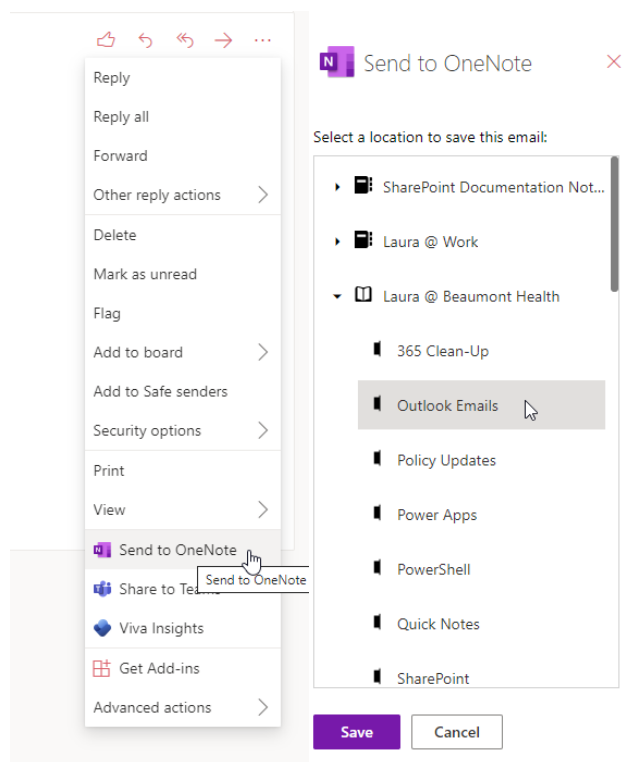 Reply
Reply all
Forward
Other reply actions
Delete
Mark as unread
Flag
Add to board
Add to Safe senders
Security options
Print
View
Send to OneNote
Send to OneNote
Share to Teams
Viva Insights
Get Add-ins
Advanced actions
N Send to OneNote
Select a location to save this email:
SharePoint Documentation Not...
Laura @ Work
Laura @ Beaumont Health
365 Clean-Up
Outlook Emails
Policy Updates
Power Apps
PowerShell
Quick Notes
SharePoint
Save Cancel